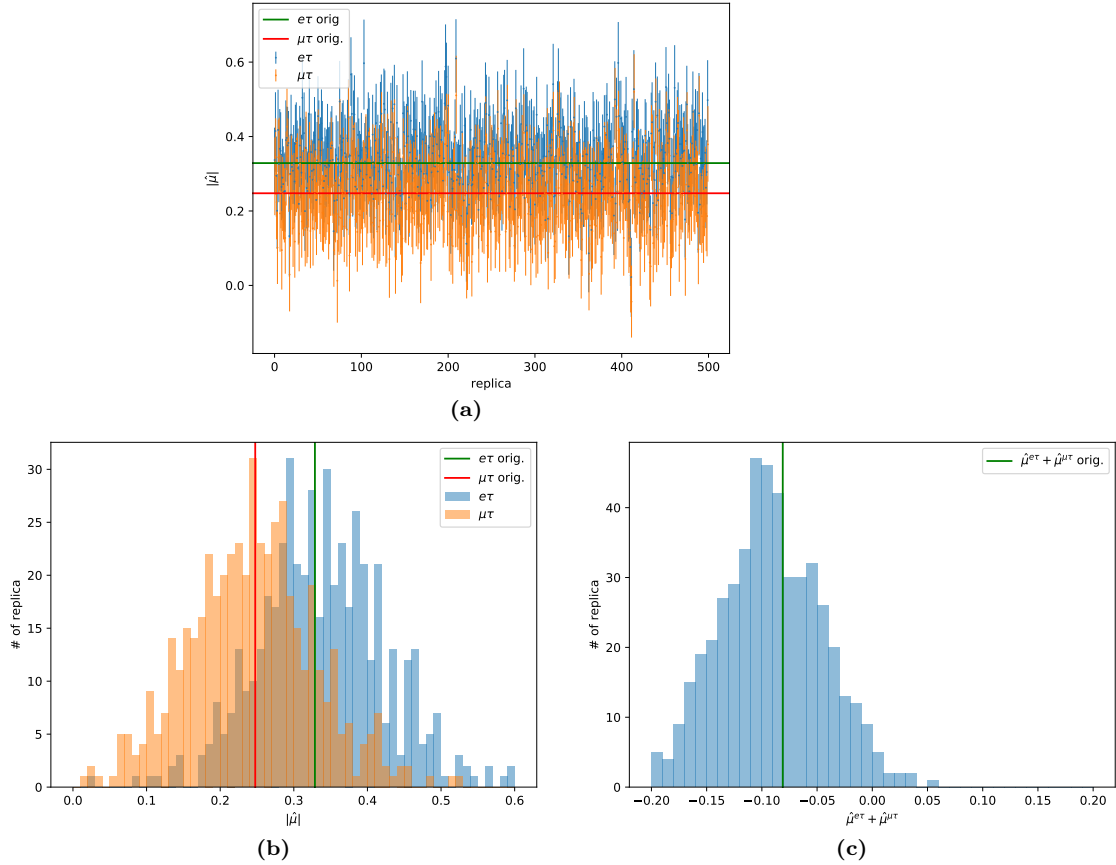 eτ orig
μτ orig.
eτ
μτ
0.6
0.4
0.2
0.0
|μ̂|
0 100 200 300 400 500
replica
(a)
30
25
20
15
10
5
0
# of replica
eτ orig.
μτ orig.
eτ
μτ
0.0 0.1 0.2 0.3 0.4 0.5 0.6
|μ̂|
(b)
40
30
20
10
0
# of replica
μ̂^{eτ} + μ̂^{μτ} orig.
−0.20 −0.15 −0.10 −0.05 0.00 0.05 0.10 0.15 0.20
μ̂^{eτ} + μ̂^{μτ}
(c)